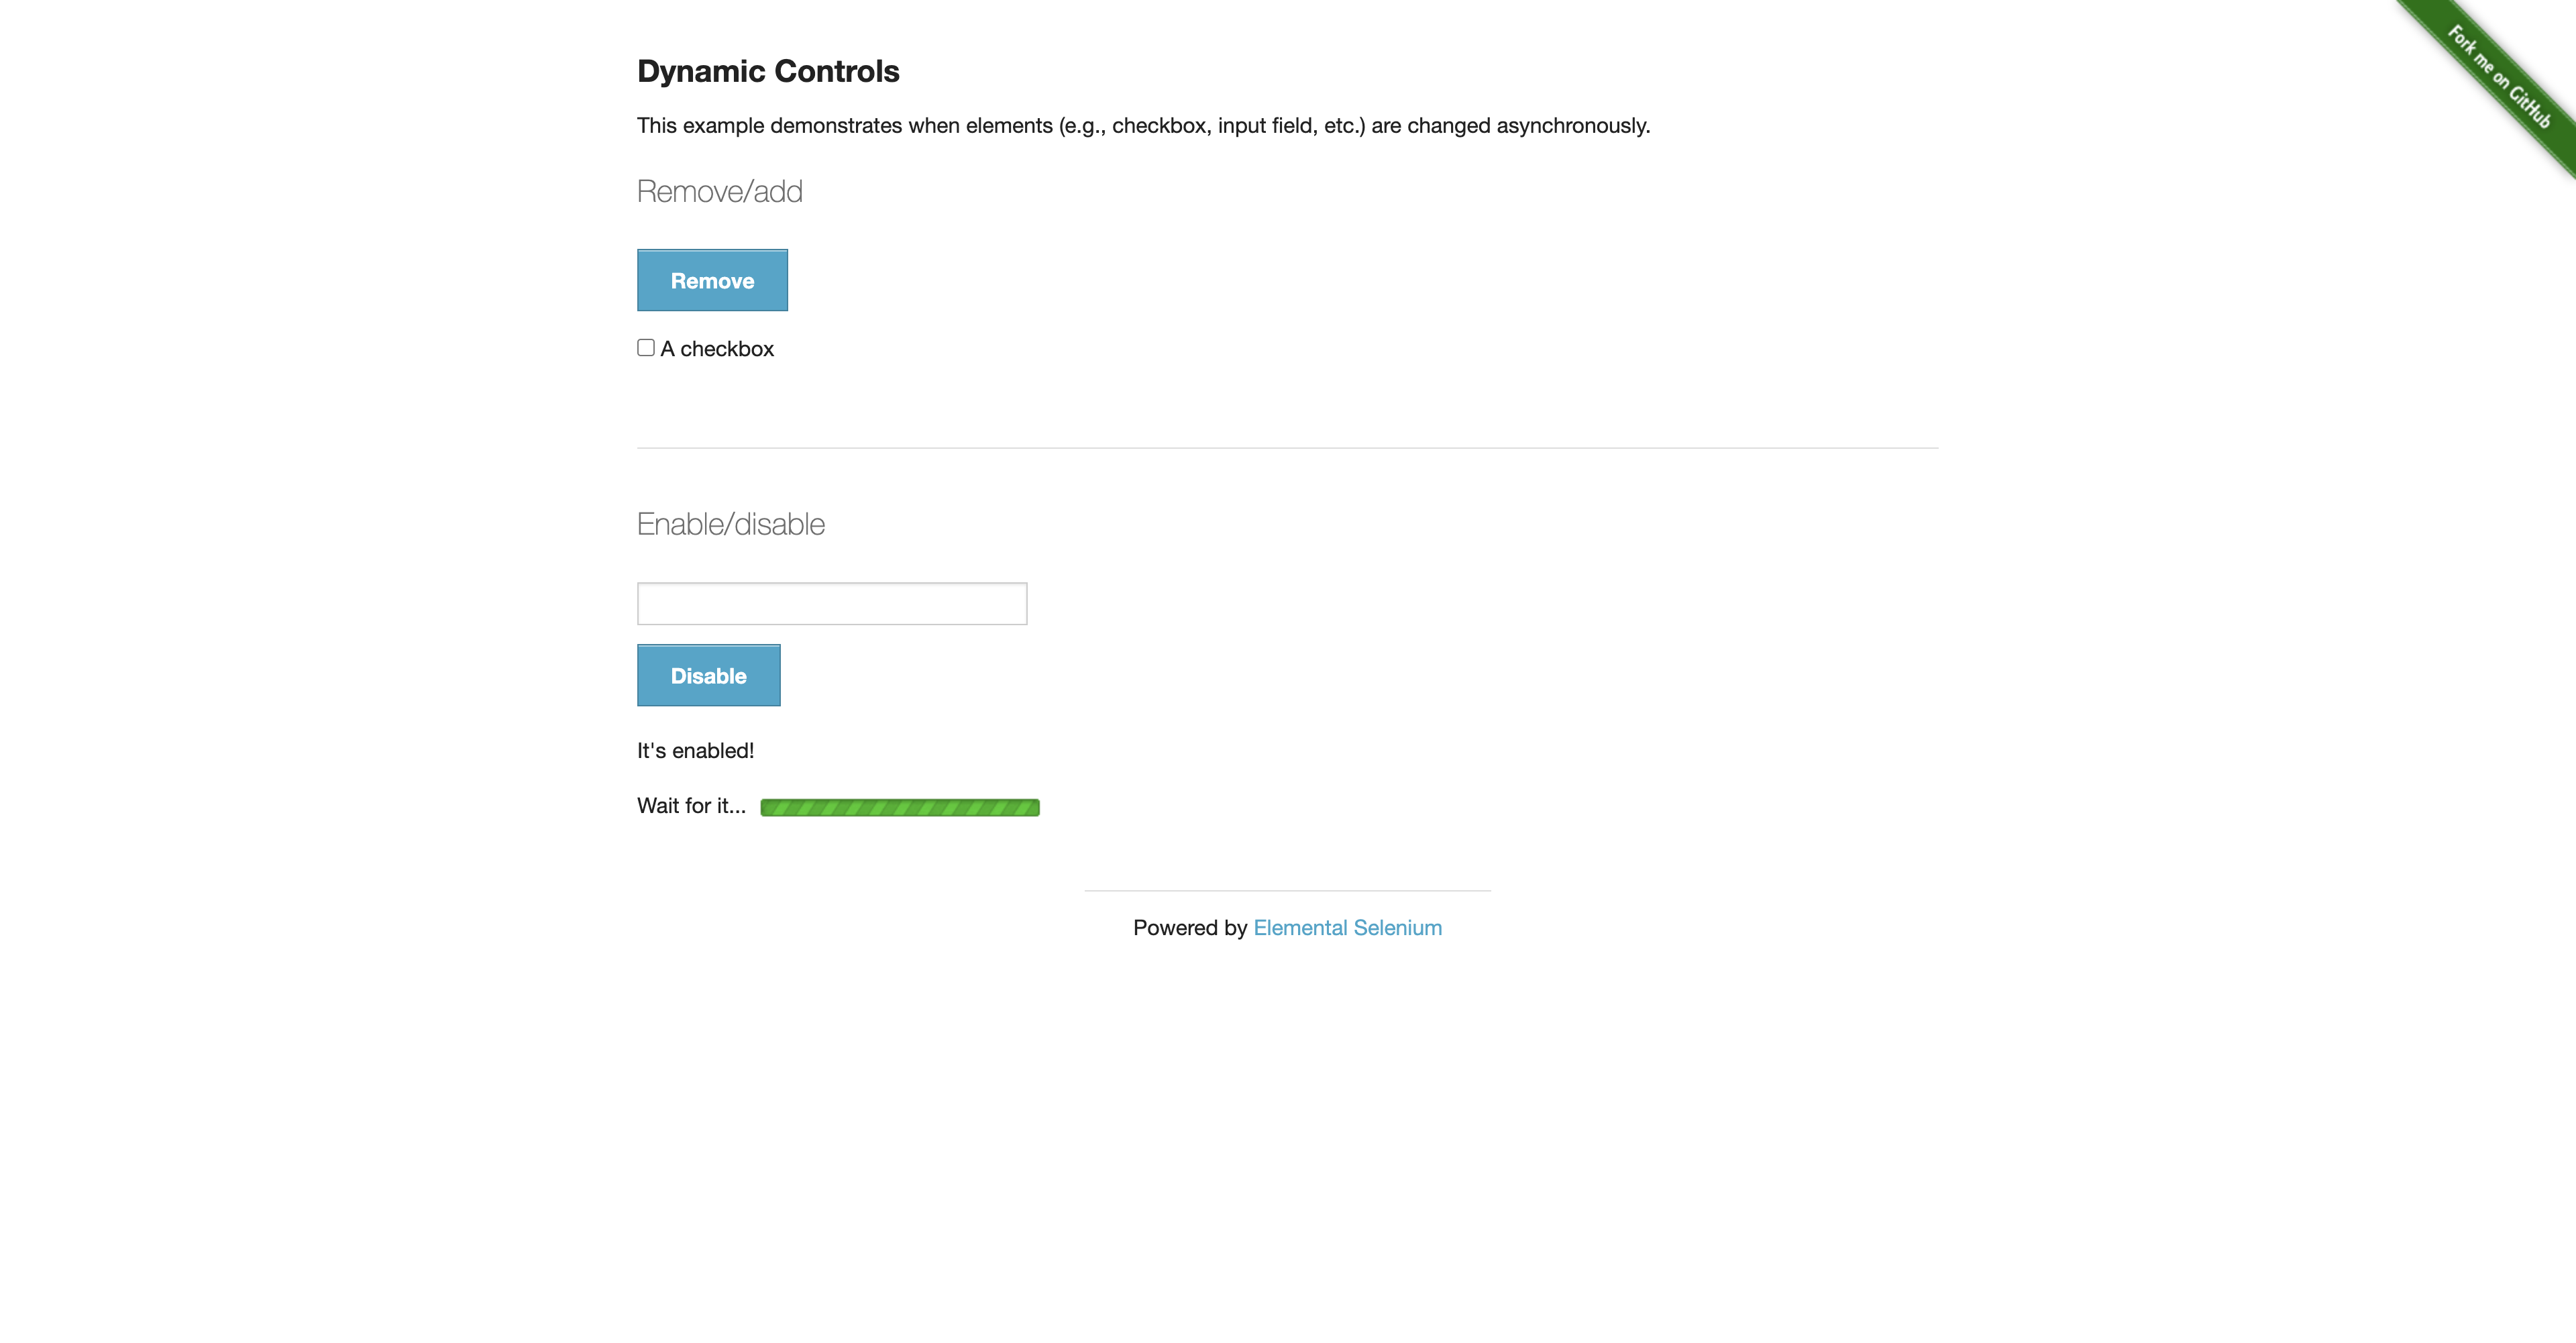 Fork me on GitHub
Dynamic Controls
This example demonstrates when elements (e.g., checkbox, input field, etc.) are changed asynchronously.
Remove/add
Remove
A checkbox
Enable/disable
Disable
It's enabled!
Wait for it...
Powered by Elemental Selenium